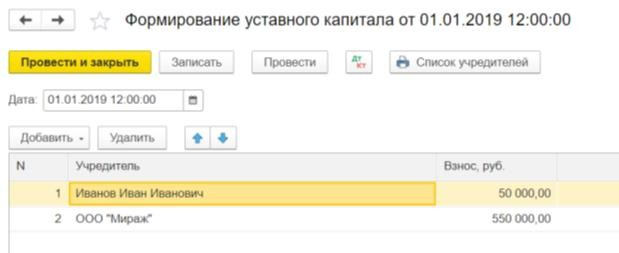 Формирование уставного капитала от 01.01.2019 12:00:00
Провести и закрыть Записать Провести Дт Кт Список учредителей
Дата: 01.01.2019 12:00:00
Добавить Удалить
N Учредитель Взнос, руб.
1 Иванов Иван Иванович 50 000,00
2 ООО "Мираж" 550 000,00